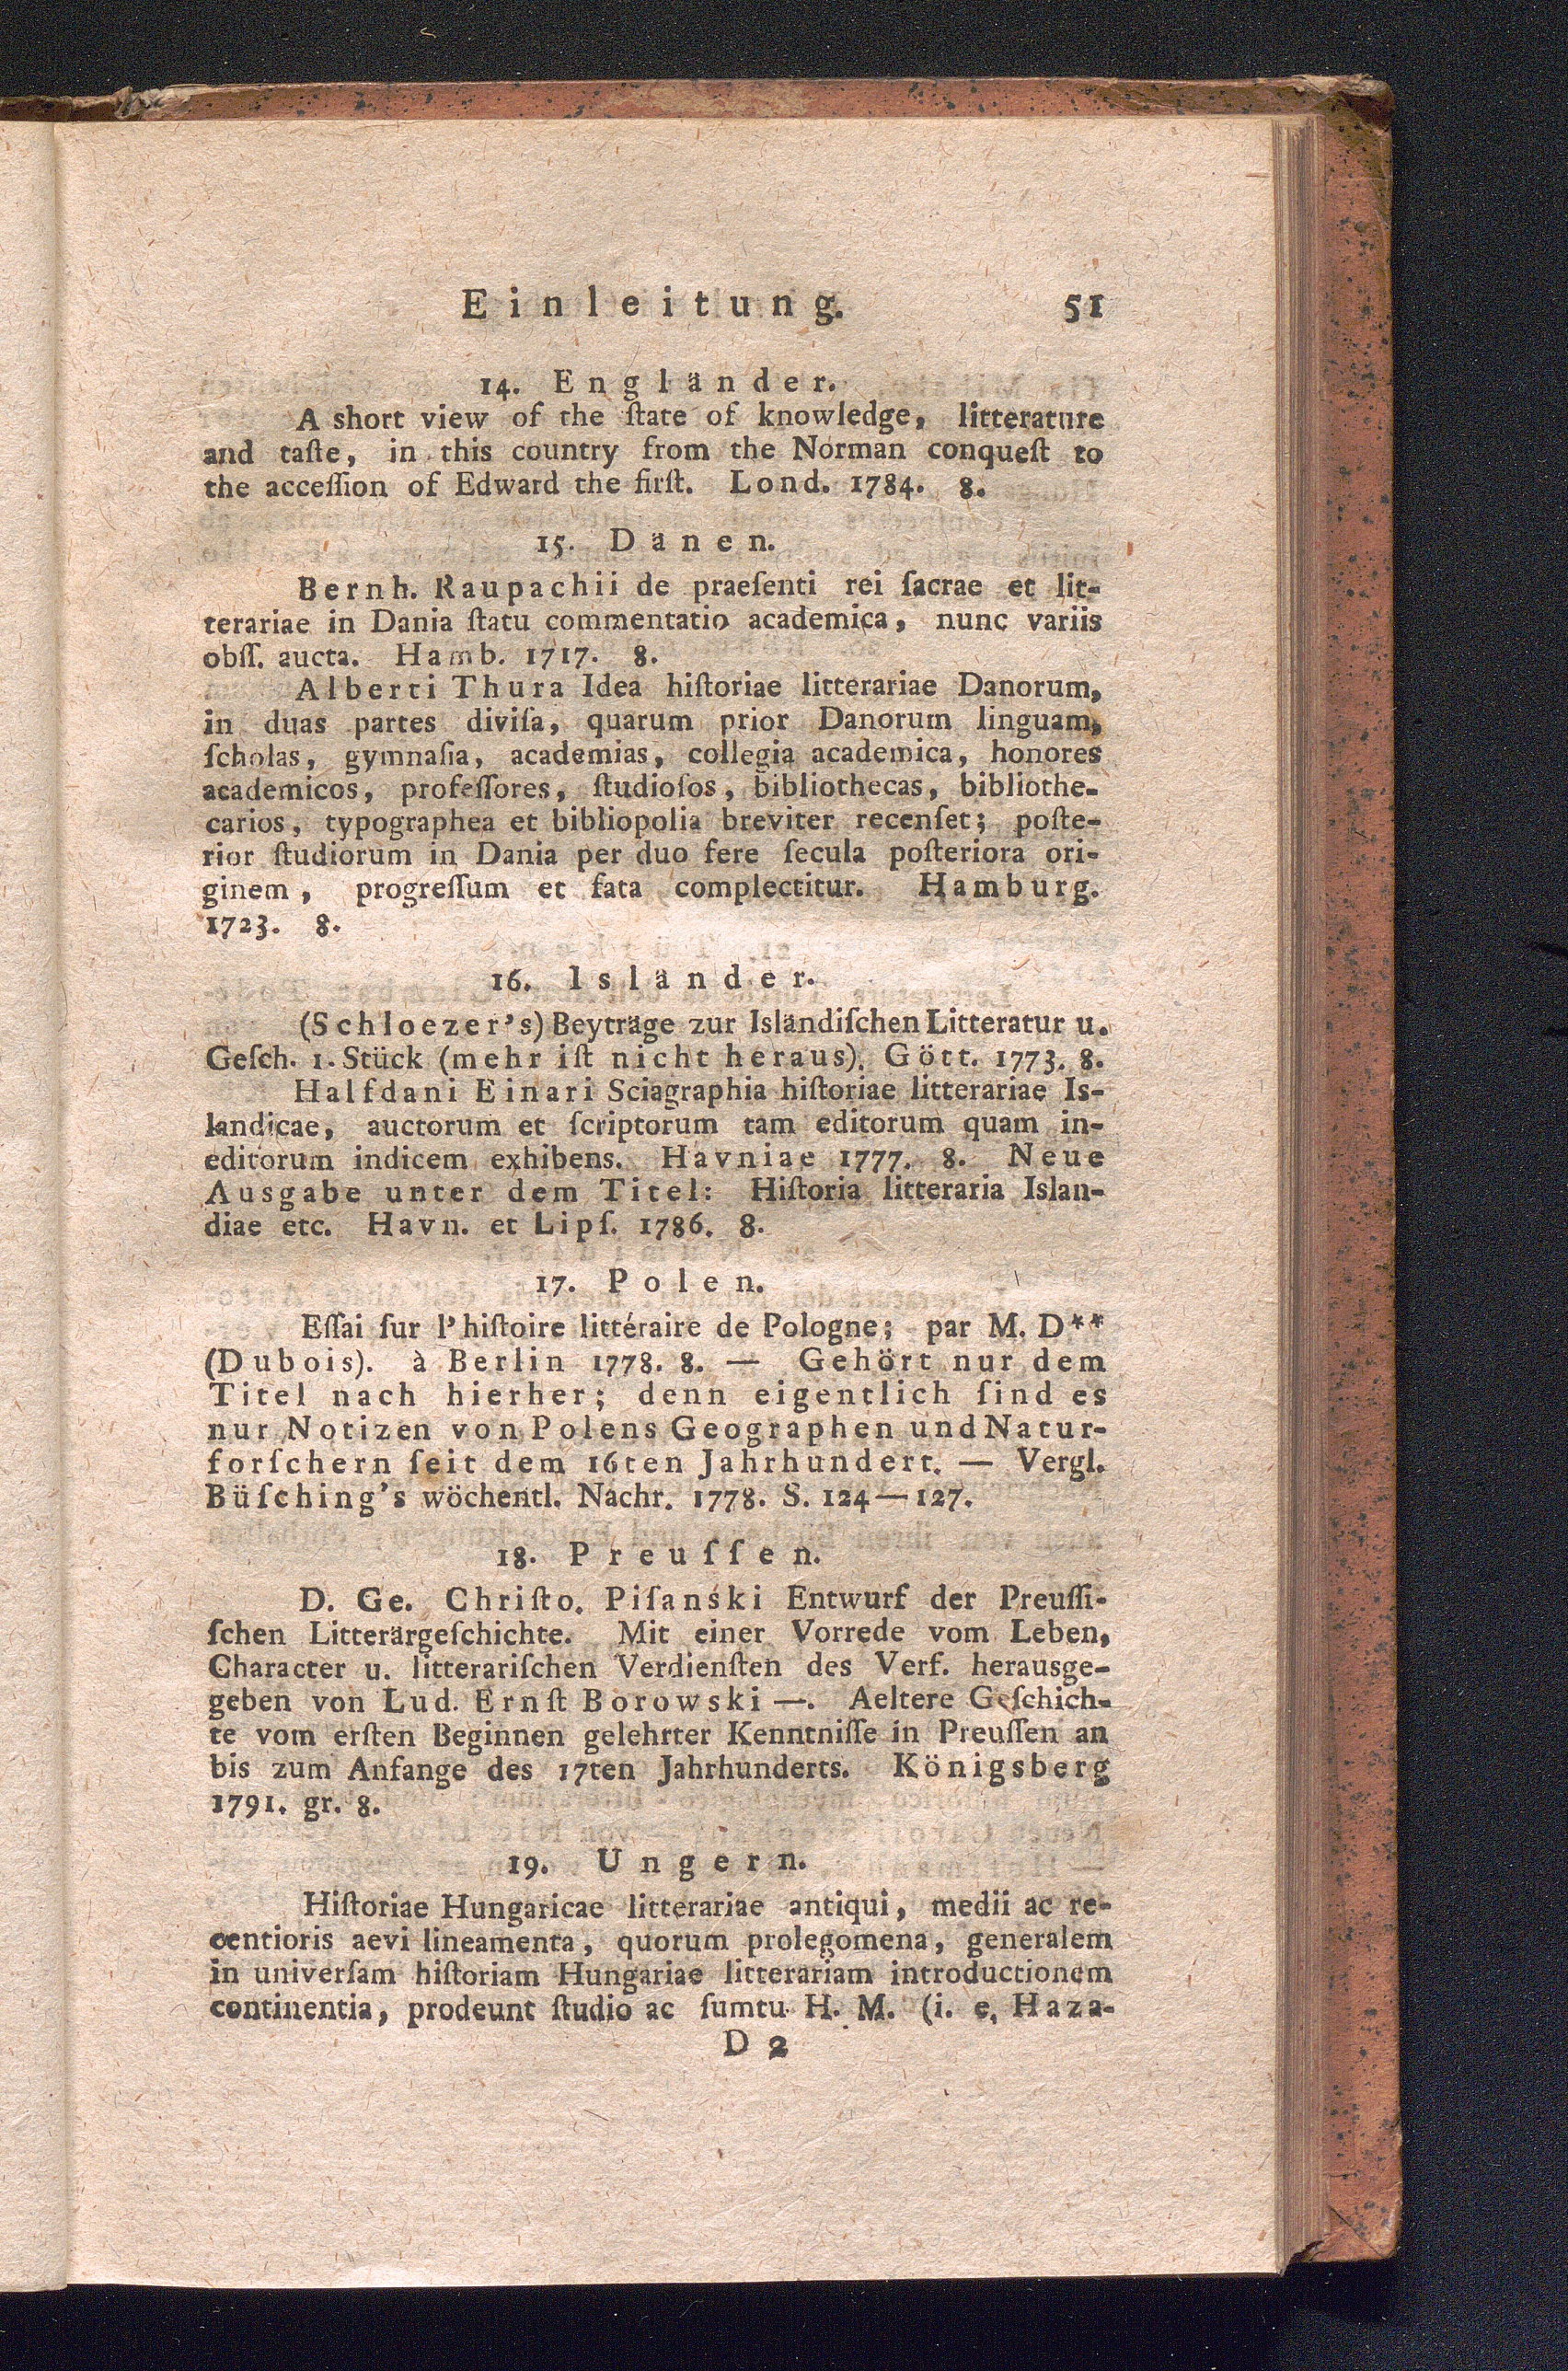 Einleitung. 51
14. Engländer.
A short view of the ſtate of knowledge, litterature
and taſte, in this country from the Norman conqueſt to
the acceſſion of Edward the firſt. Lond. 1784. 8.
15. Dänen.
Bernh. Raupachii de praeſenti rei ſacrae et lit-
terariae in Dania ſtatu commentatio academica, nunc variis
obſſ. aucta. Hamb. 1717. 8.
Alberti Thura Idea hiſtoriae litterariae Danorum,
in duas partes diviſa, quarum prior Danorum linguam,
ſcholas, gymnaſia, academias, collegia academica, honores
academicos, profeſſores, ſtudioſos, bibliothecas, bibliothe-
carios, typographea et bibliopolia breviter recenſet; poſte-
rior ſtudiorum in Dania per duo fere ſecula poſteriora ori-
ginem, progreſſum et fata complectitur. Hamburg.
1723. 8.
16. Isländer.
(Schloezer's) Beyträge zur Isländiſchen Litteratur u.
Geſch. 1. Stück (mehr iſt nicht heraus). Gött. 1773. 8.
Halfdani Einari Sciagraphia hiſtoriae litterariae Is-
landicae, auctorum et ſcriptorum tam editorum quam in-
editorum indicem exhibens. Havniae 1777. 8. Neue
Ausgabe unter dem Titel: Hiſtoria litteraria Islan-
diae etc. Havn. et Lipſ. 1786. 8.
17. Polen.
Eſſai ſur l'hiſtoire littéraire de Pologne; par M. D**
(Dubois). à Berlin 1778. 8. — Gehört nur dem
Titel nach hierher; denn eigentlich ſind es
nur Notizen von Polens Geographen und Natur-
forſchern ſeit dem 16ten Jahrhundert. — Vergl.
Büſching's wöchentl. Nachr. 1778. S. 124—127.
18. Preuſſen.
D. Ge. Chriſto. Piſanski Entwurf der Preuſſi-
ſchen Litterärgeſchichte. Mit einer Vorrede vom Leben,
Character u. litterariſchen Verdienſten des Verf. herausge-
geben von Lud. Ernſt Borowski —. Aeltere Geſchich-
te vom erſten Beginnen gelehrter Kenntniſſe in Preuſſen an
bis zum Anfange des 17ten Jahrhunderts. Königsberg
1791. gr. 8.
19. Ungern.
Hiſtoriae Hungaricae litterariae antiqui, medii ac re-
centioris aevi lineamenta, quorum prolegomena, generalem
in univerſam hiſtoriam Hungariae litterariam introductionem
continentia, prodeunt ſtudio ac ſumtu H. M. (i. e. Haza-
D 2